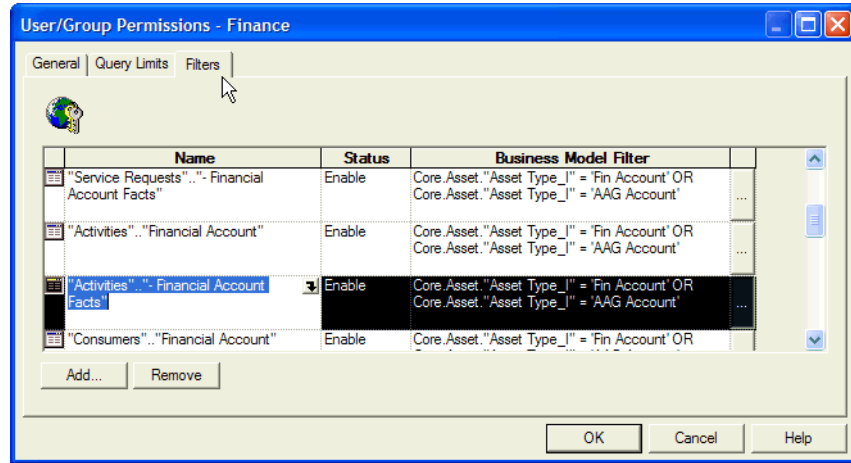 User/Group Permissions - Finance
General Query Limits Filters
Name Status Business Model Filter
"Service Requests".."- Financial Account Facts" Enable Core.Asset."Asset Type_I" = 'Fin Account' OR
Core.Asset."Asset Type_I" = 'AAG Account' ...
"Activities".."Financial Account" Enable Core.Asset."Asset Type_I" = 'Fin Account' OR
Core.Asset."Asset Type_I" = 'AAG Account' ...
"Activities".."- Financial Account Facts" Enable Core.Asset."Asset Type_I" = 'Fin Account' OR
Core.Asset."Asset Type_I" = 'AAG Account' ...
"Consumers".."Financial Account" Enable Core.Asset."Asset Type_I" = 'Fin Account' OR
Add... Remove
OK Cancel Help